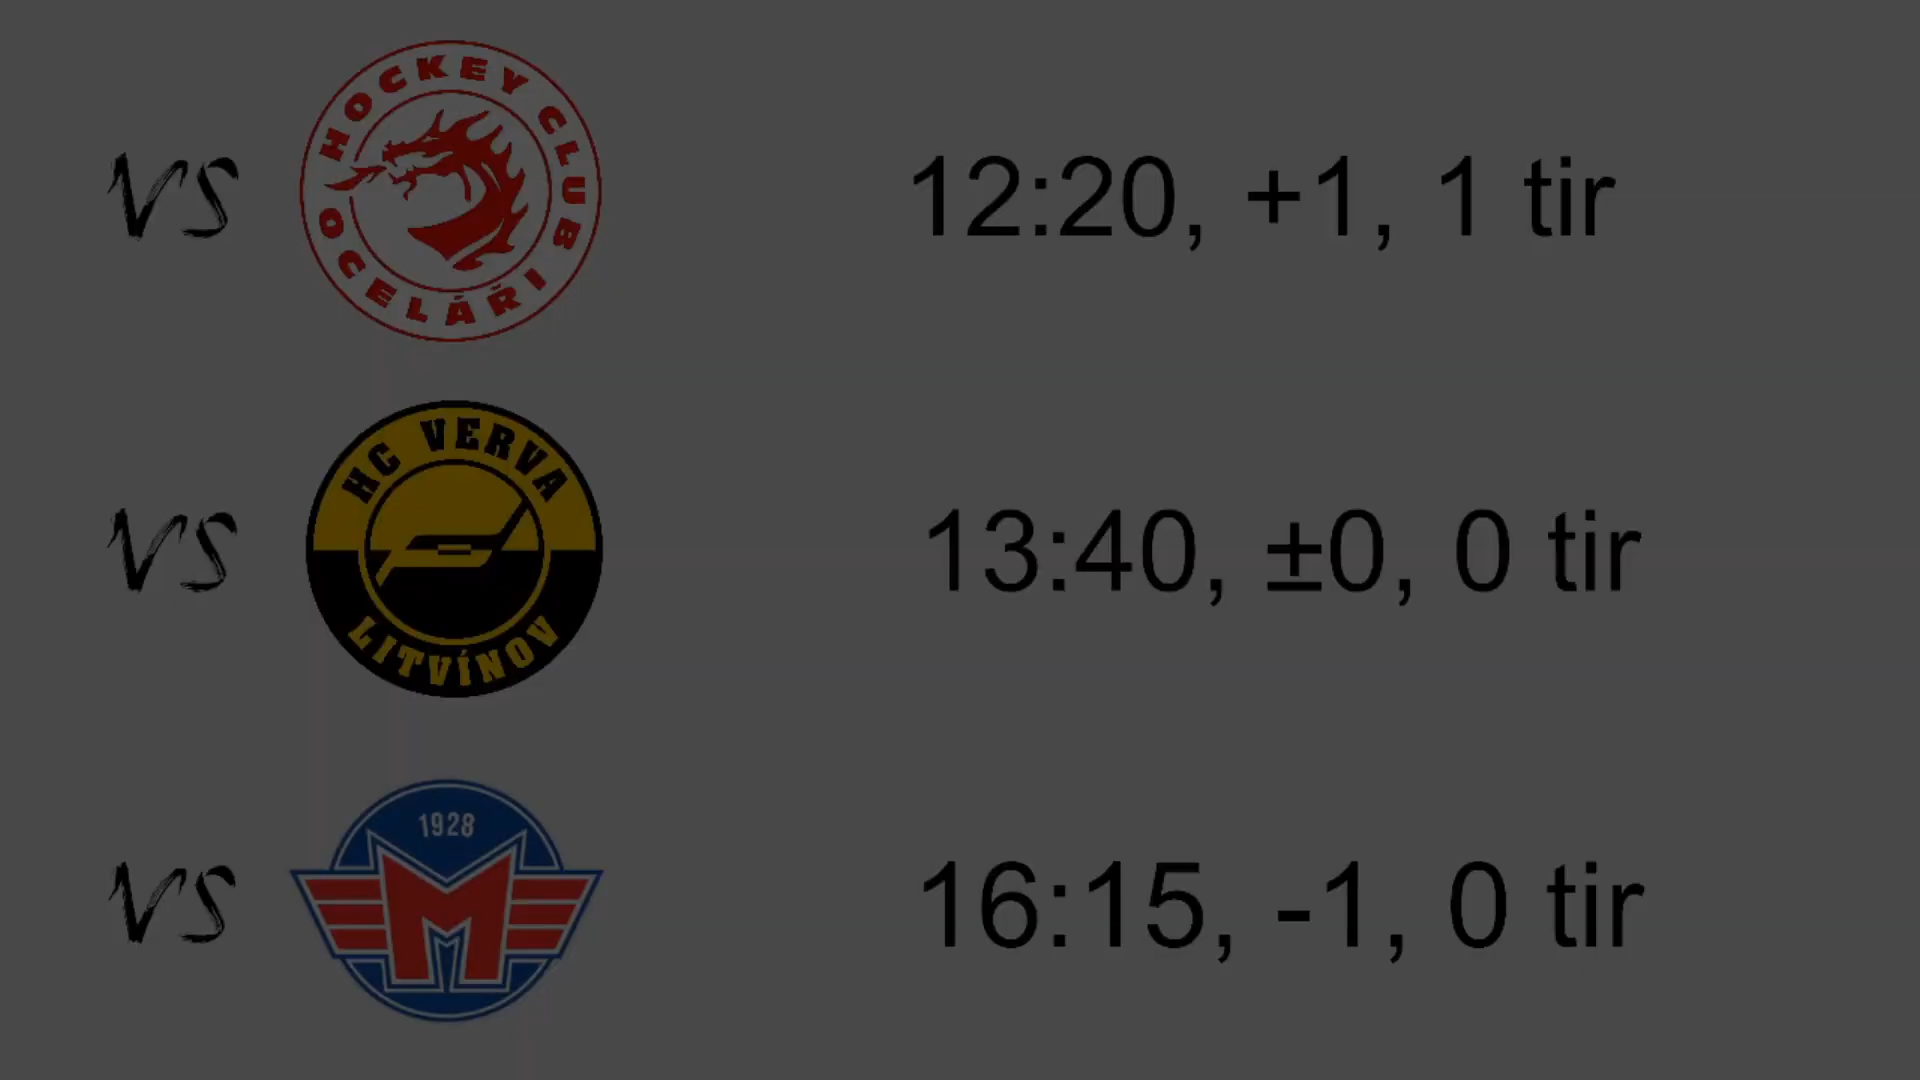 VS HOCKEY CLUB OCELÁŘI 12:20, +1, 1 tir
VS HC VERVA LITVÍNOV 13:40, ±0, 0 tir
1928
VS M 16:15, -1, 0 tir